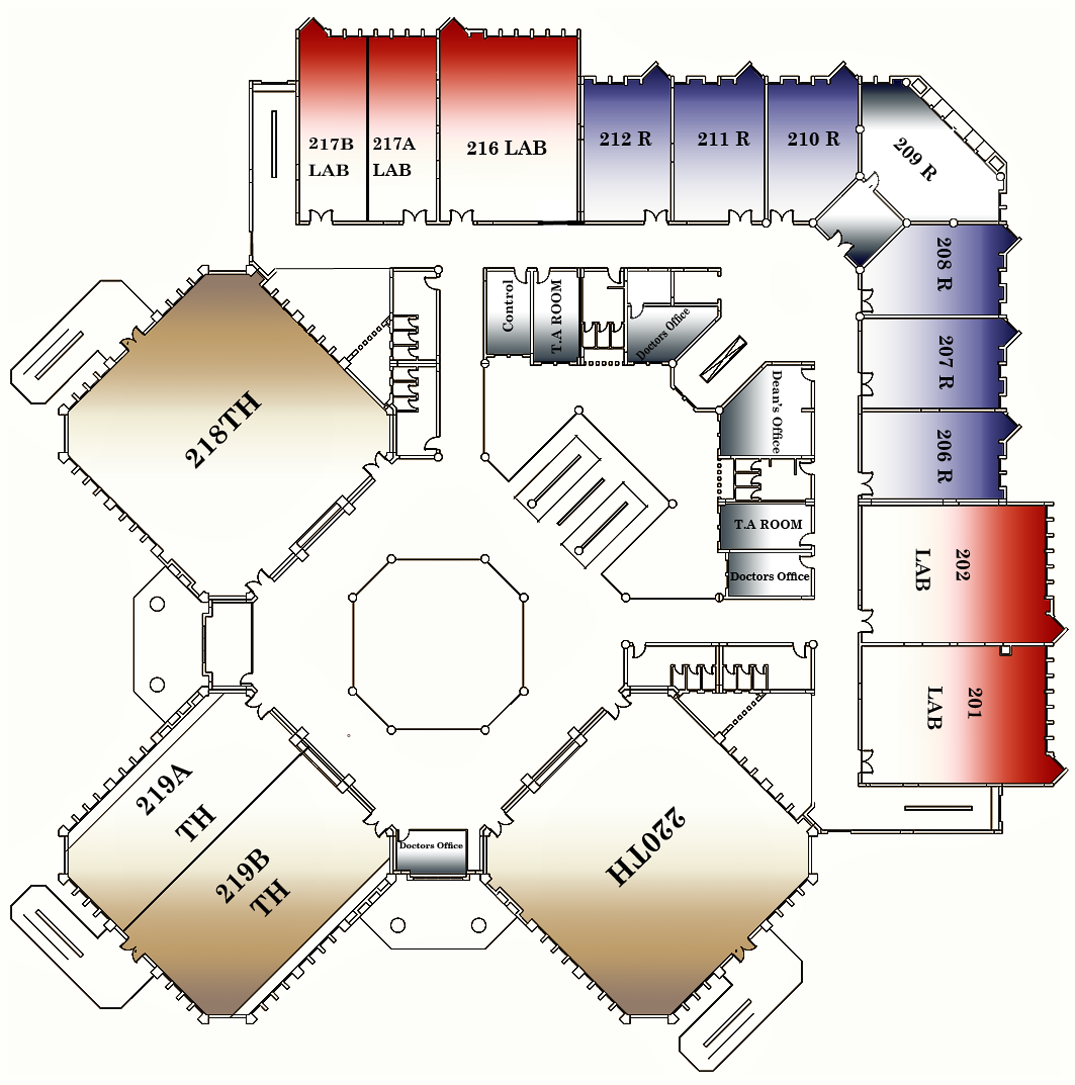 217B
LAB
217A
LAB
216 LAB
212 R
211 R
210 R
209 R
208 R
207 R
206 R
202
LAB
201
LAB
Control
T.A ROOM
Doctors Office
Dean's Office
T.A ROOM
Doctors Office
218TH
219A
TH
219B
TH
Doctors Office
220TH